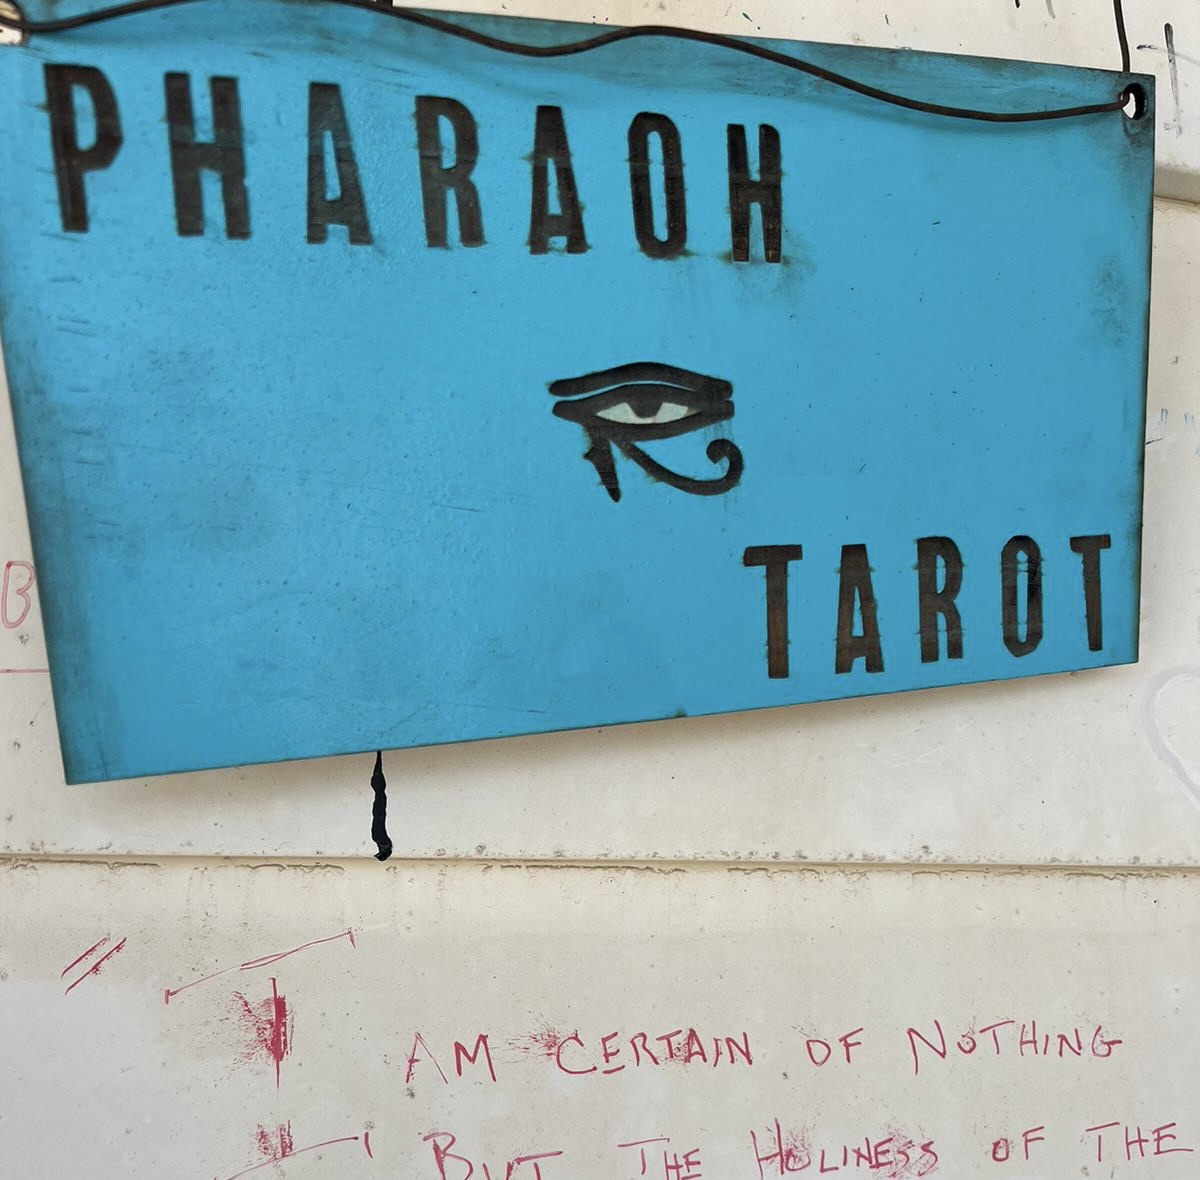 PHARAOH
TAROT
B
" I AM CERTAIN OF NOTHING
BUT THE HOLINESS OF THE